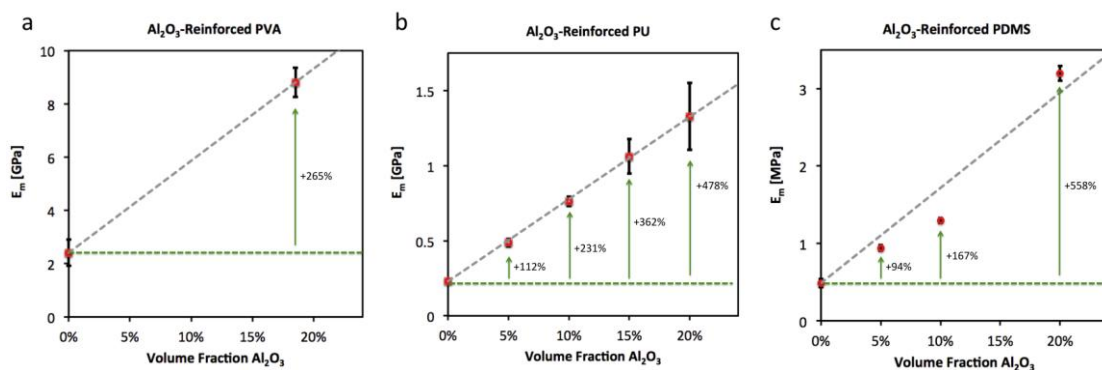 a
Al₂O₃-Reinforced PVA
Eₘ [GPa]
10
8
6
4
2
0
+265%
0% 5% 10% 15% 20%
Volume Fraction Al₂O₃
b
Al₂O₃-Reinforced PU
Eₘ [GPa]
1.5
1
0.5
0
+112%
+231%
+362%
+478%
0% 5% 10% 15% 20%
Volume Fraction Al₂O₃
c
Al₂O₃-Reinforced PDMS
Eₘ [MPa]
3
2
1
0
+94%
+167%
+558%
0% 5% 10% 15% 20%
Volume Fraction Al₂O₃